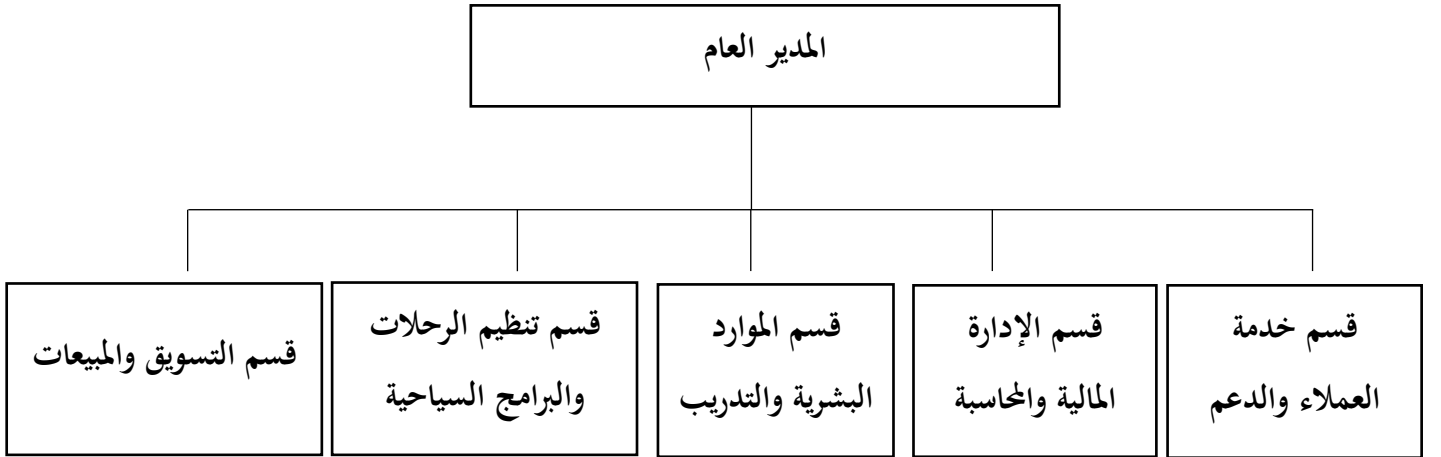 المدير العام
قسم خدمة
العملاء والدعم
قسم الإدارة
المالية والمحاسبة
قسم الموارد
البشرية والتدريب
قسم تنظيم الرحلات
والبرامج السياحية
قسم التسويق والمبيعات